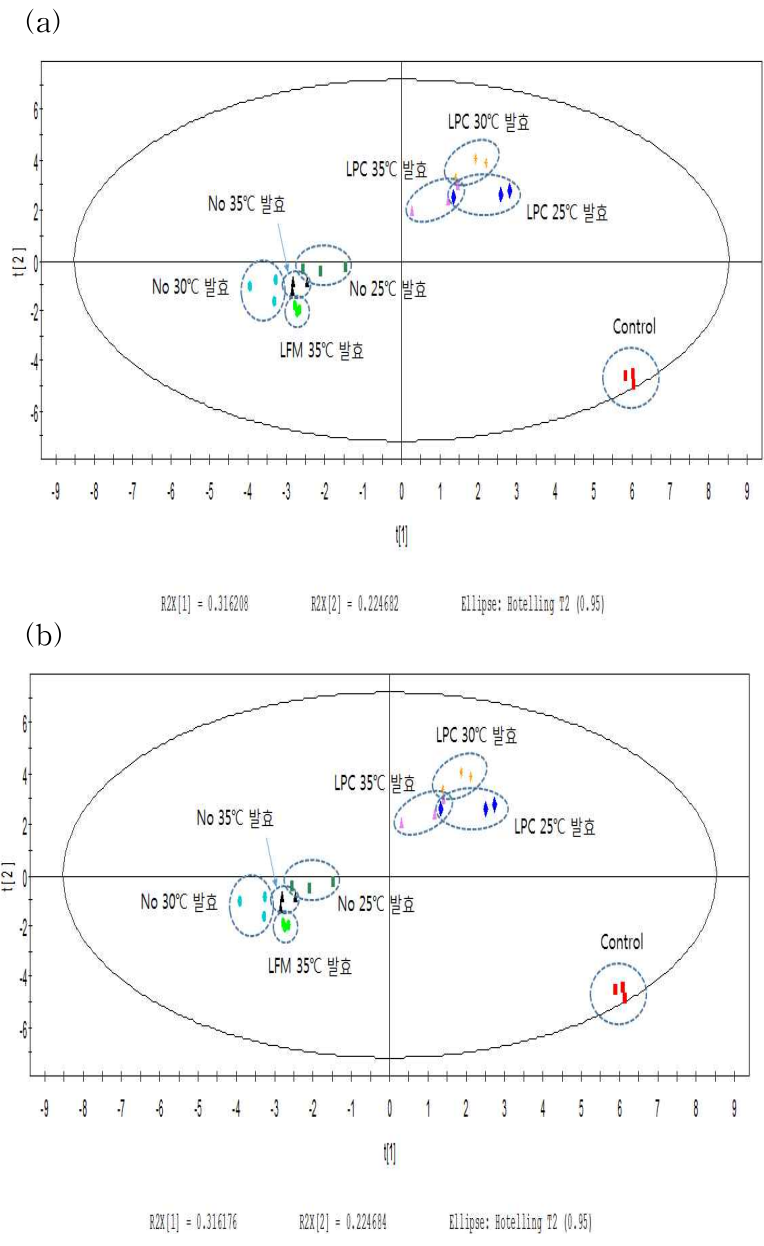 (a)
6
4
2
0
-2
-4
-6
t[2]
LPC 30℃ 발효
LPC 35℃ 발효
LPC 25℃ 발효
No 35℃ 발효
No 30℃ 발효
No 25℃ 발효
LFM 35℃ 발효
Control
-9 -8 -7 -6 -5 -4 -3 -2 -1 0 1 2 3 4 5 6 7 8 9
t[1]
R2X[1] = 0.316208 R2X[2] = 0.224682 Ellipse: Hotelling T2 (0.95)
(b)
6
4
2
0
-2
-4
-6
t[2]
LPC 30℃ 발효
LPC 35℃ 발효
LPC 25℃ 발효
No 35℃ 발효
No 30℃ 발효
No 25℃ 발효
LFM 35℃ 발효
Control
-9 -8 -7 -6 -5 -4 -3 -2 -1 0 1 2 3 4 5 6 7 8 9
t[1]
R2X[1] = 0.316176 R2X[2] = 0.224684 Ellipse: Hotelling T2 (0.95)